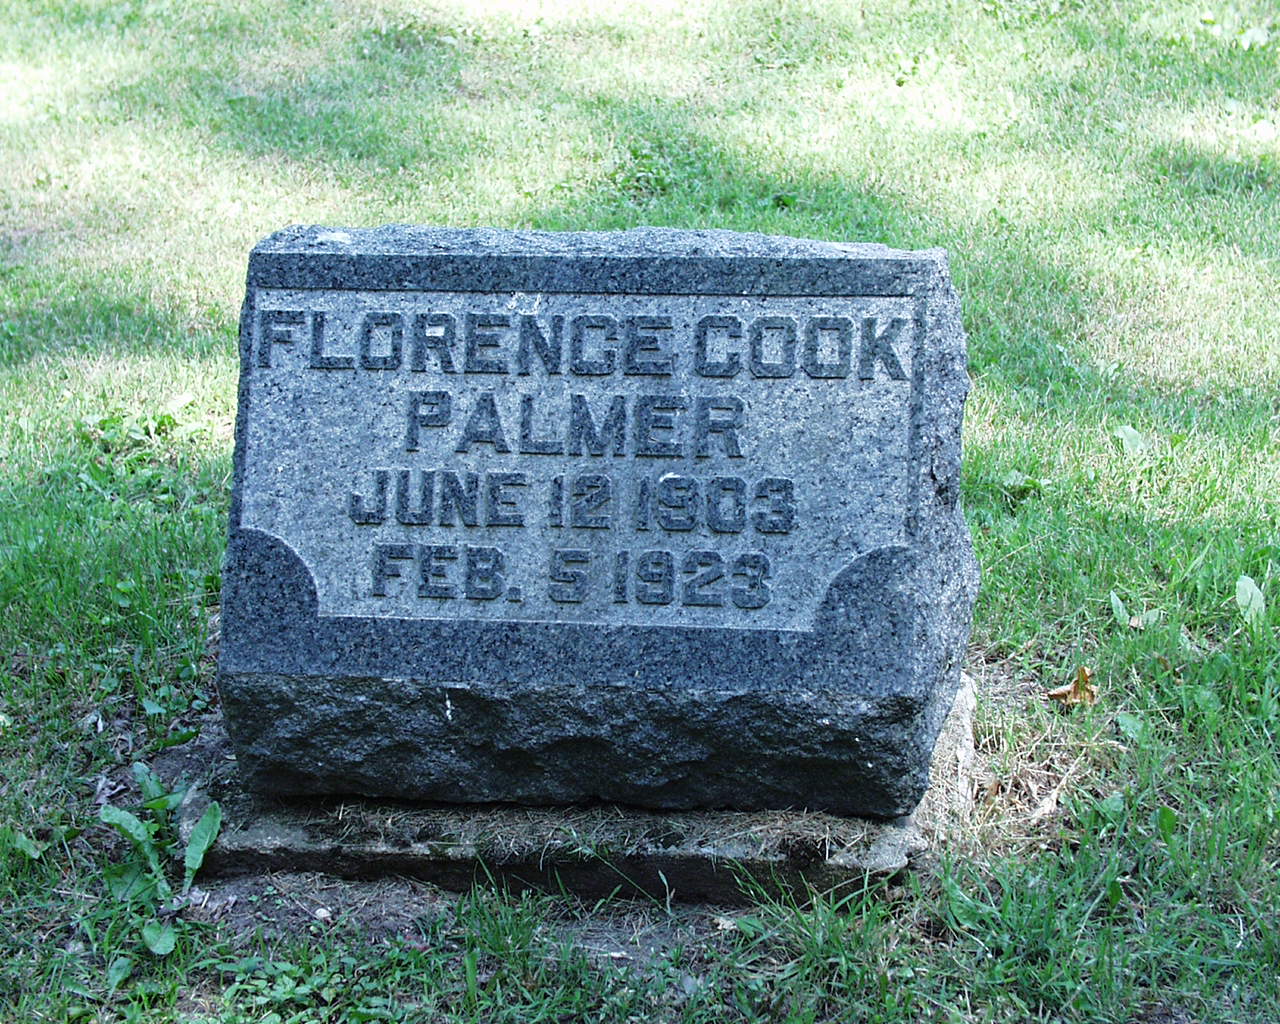 FLORENCE COOK
PALMER
JUNE 12 1903
FEB. 5 1923